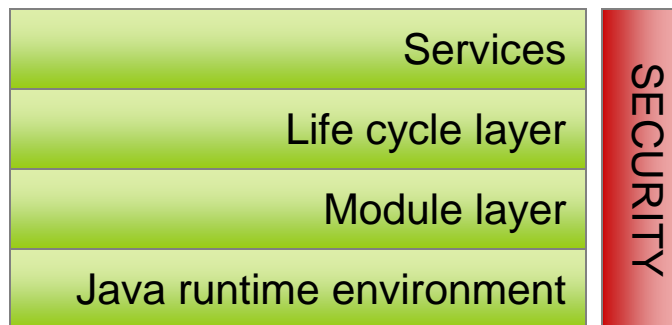 Services
Life cycle layer
Module layer
Java runtime environment
SECURITY